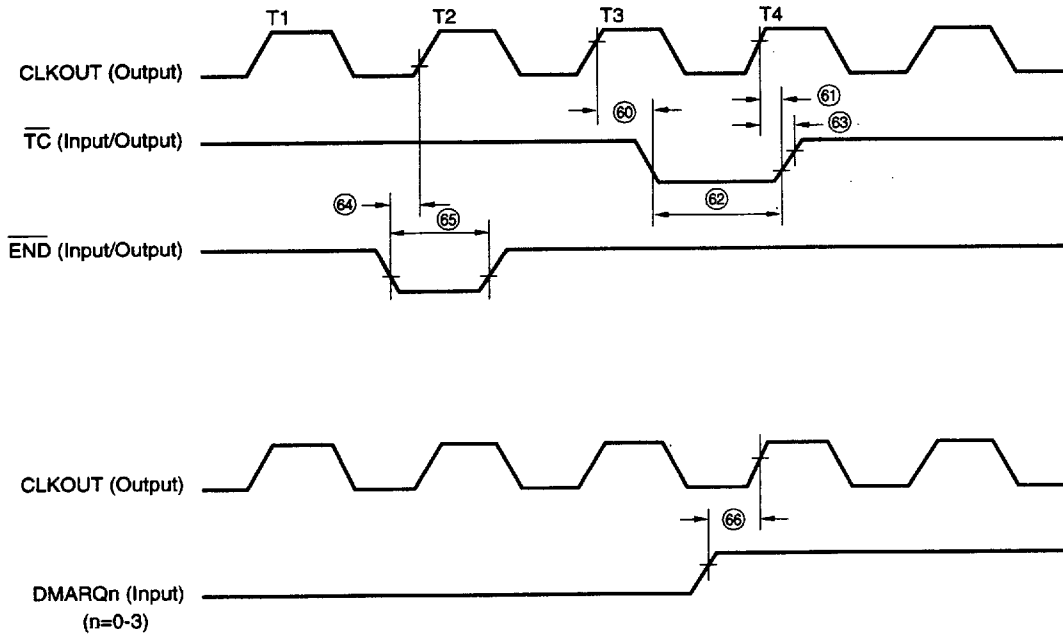 T1 T2 T3 T4
CLKOUT (Output)
60 61
TC (Input/Output) 63
62
64 65
END (Input/Output)
CLKOUT (Output)
66
DMARQn (Input)
(n=0-3)